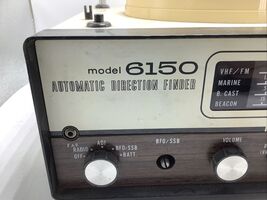 model 6150
AUTOMATIC DIRECTION FINDER
VHF/FM
MARINE
B. CAST
BEACON
ADF
BFO/SSB
VOLUME
RADIO
BFO-SSB
OFF
BATT.